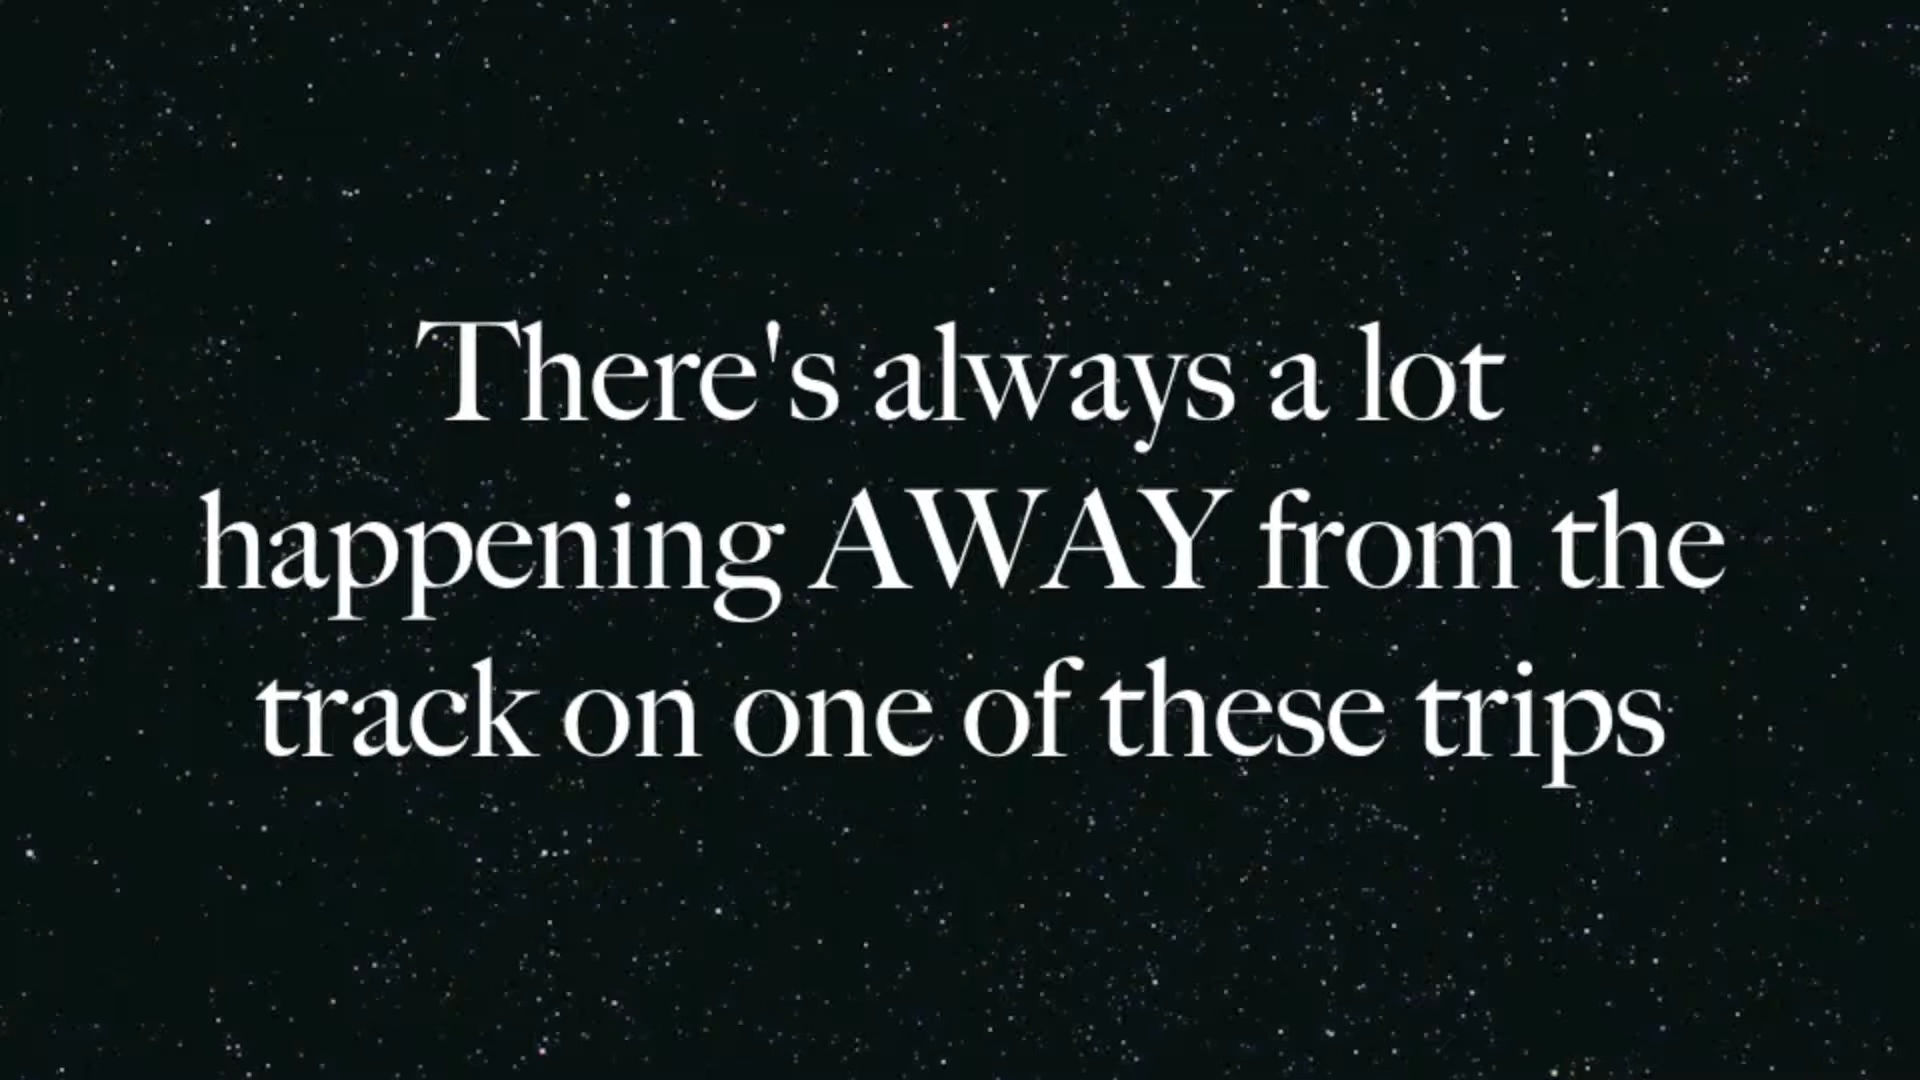 There's always a lot
happening AWAY from the
track on one of these trips